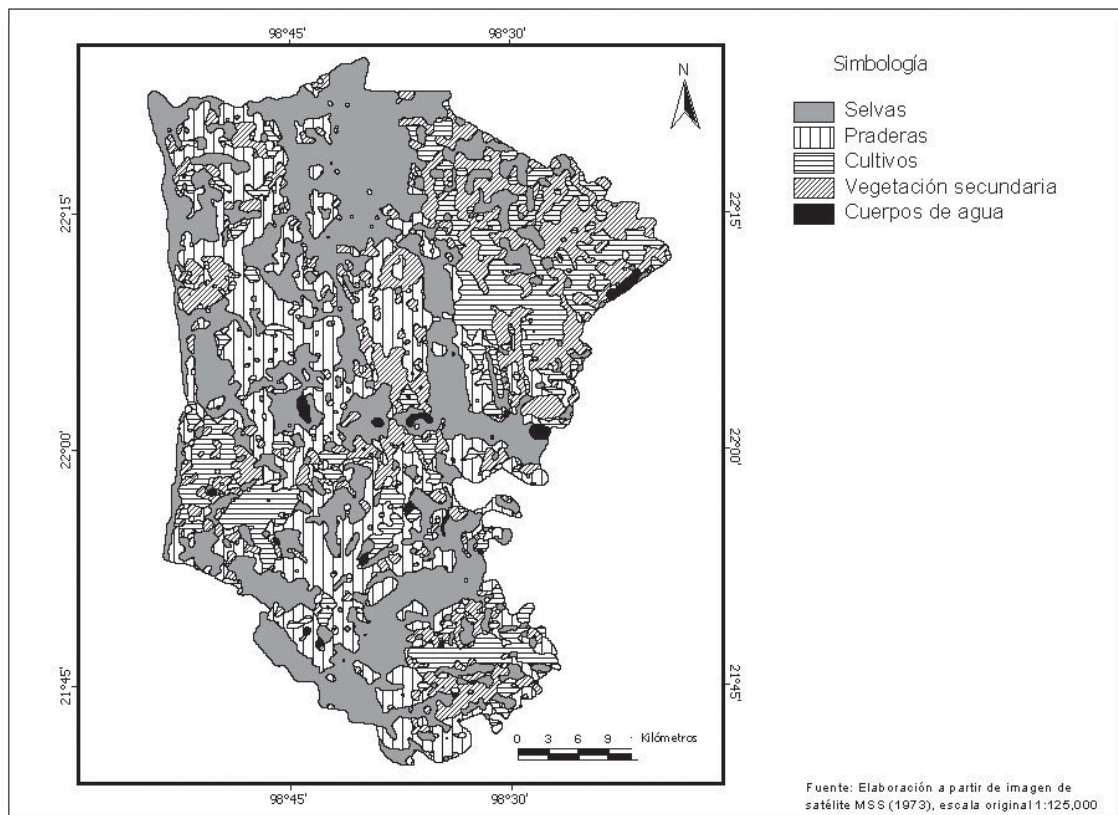 98°45'
98°30'
N
Simbología
Selvas
Praderas
Cultivos
Vegetación secundaria
Cuerpos de agua
22°15'
22°15'
22°00'
22°00'
21°45'
21°45'
0 3 6 9 Kilómetros
98°45'
98°30'
Fuente: Elaboración a partir de imagen de
satélite MSS (1973), escala original 1:125,000